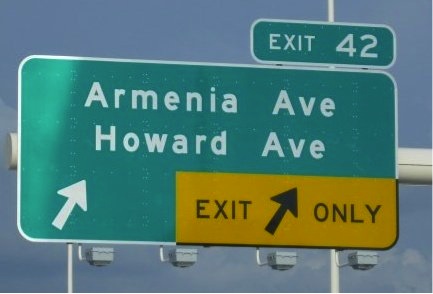 EXIT 42
Armenia Ave
Howard Ave
EXIT ONLY